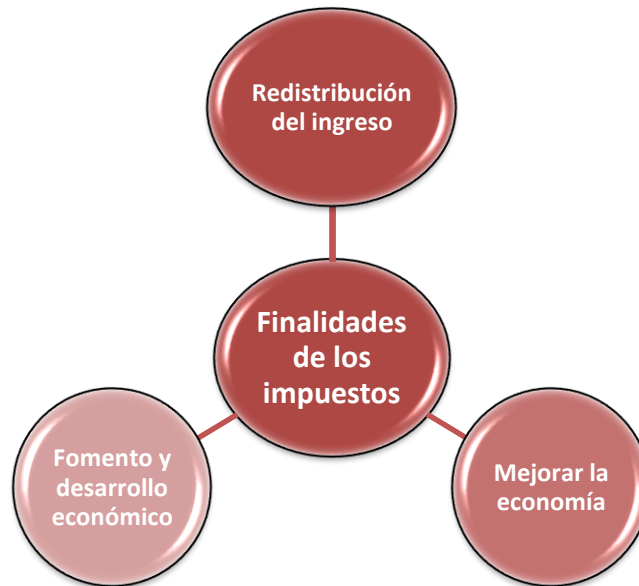 Redistribución
del ingreso
Finalidades
de los
impuestos
Fomento y
desarrollo
económico
Mejorar la
economía